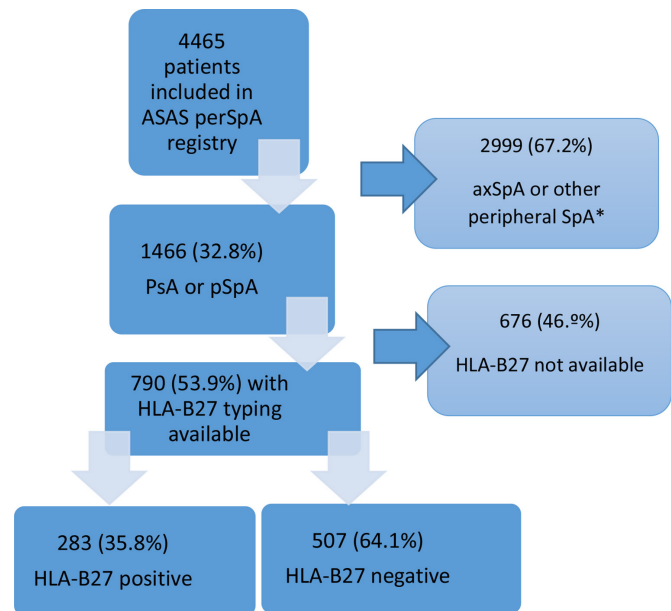 4465
patients
included in
ASAS perSpA
registry
2999 (67.2%)
axSpA or other
peripheral SpA*
1466 (32.8%)
PsA or pSpA
676 (46.º%)
HLA-B27 not available
790 (53.9%) with
HLA-B27 typing
available
283 (35.8%)
HLA-B27 positive
507 (64.1%)
HLA-B27 negative